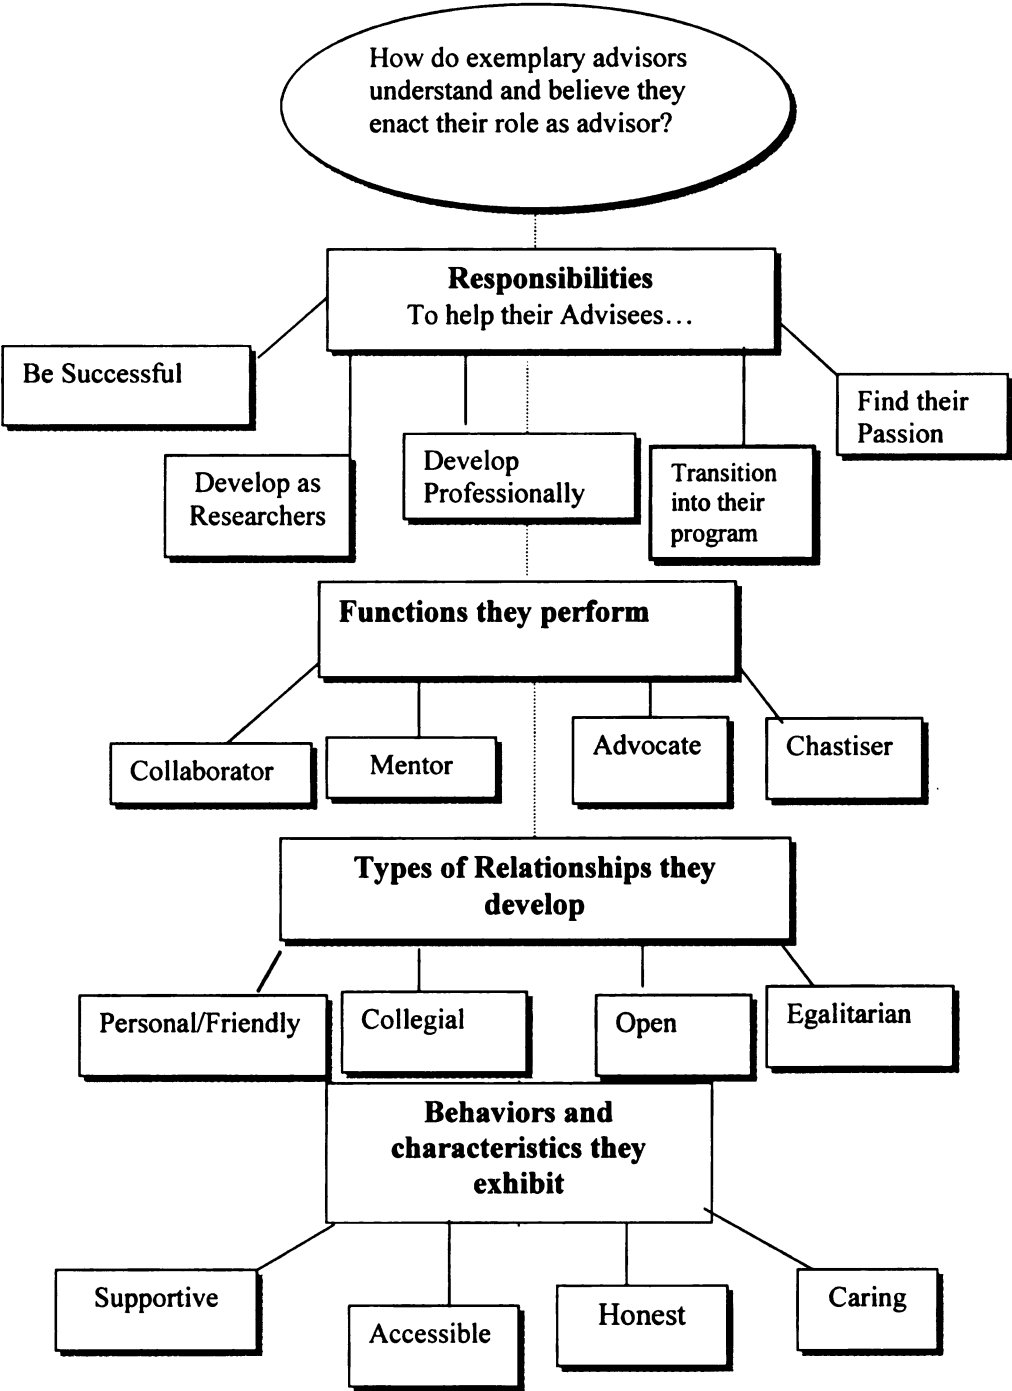 How do exemplary advisors
understand and believe they
enact their role as advisor?
Responsibilities
To help their Advisees…
Be Successful
Find their
Passion
Develop as
Researchers
Develop
Professionally
Transition
into their
program
Functions they perform
Collaborator
Mentor
Advocate
Chastiser
Types of Relationships they
develop
Personal/Friendly
Collegial
Open
Egalitarian
Behaviors and
characteristics they
exhibit
Supportive
Accessible
Honest
Caring